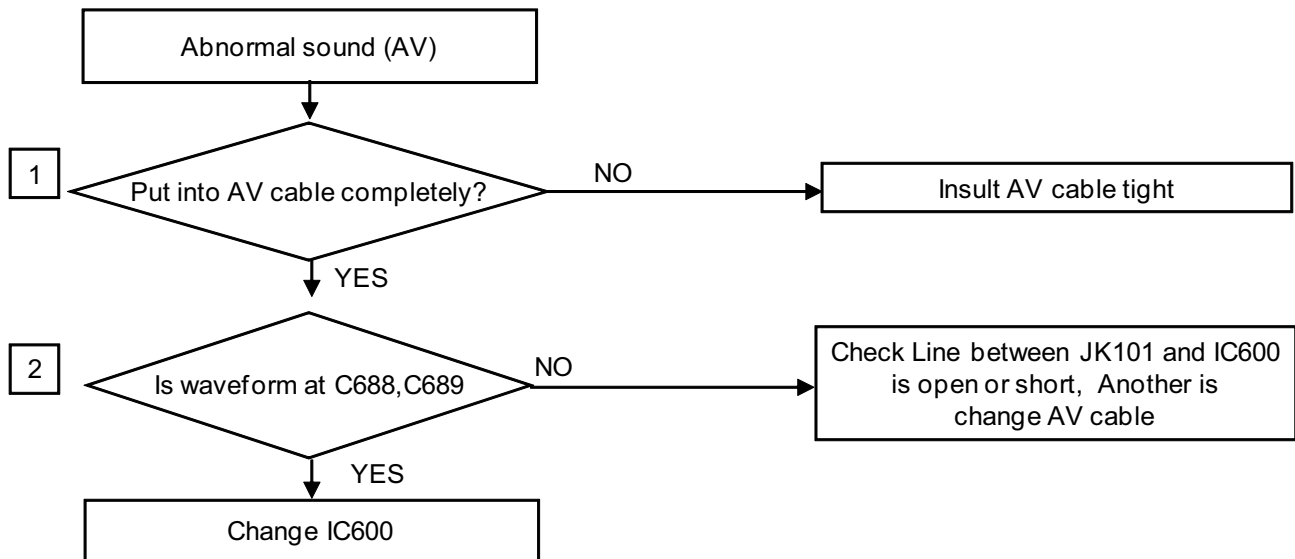 Abnormal sound (AV)
1
Put into AV cable completely?
NO
Insult AV cable tight
YES
2
Is waveform at C688,C689
NO
Check Line between JK101 and IC600
is open or short, Another is
change AV cable
YES
Change IC600